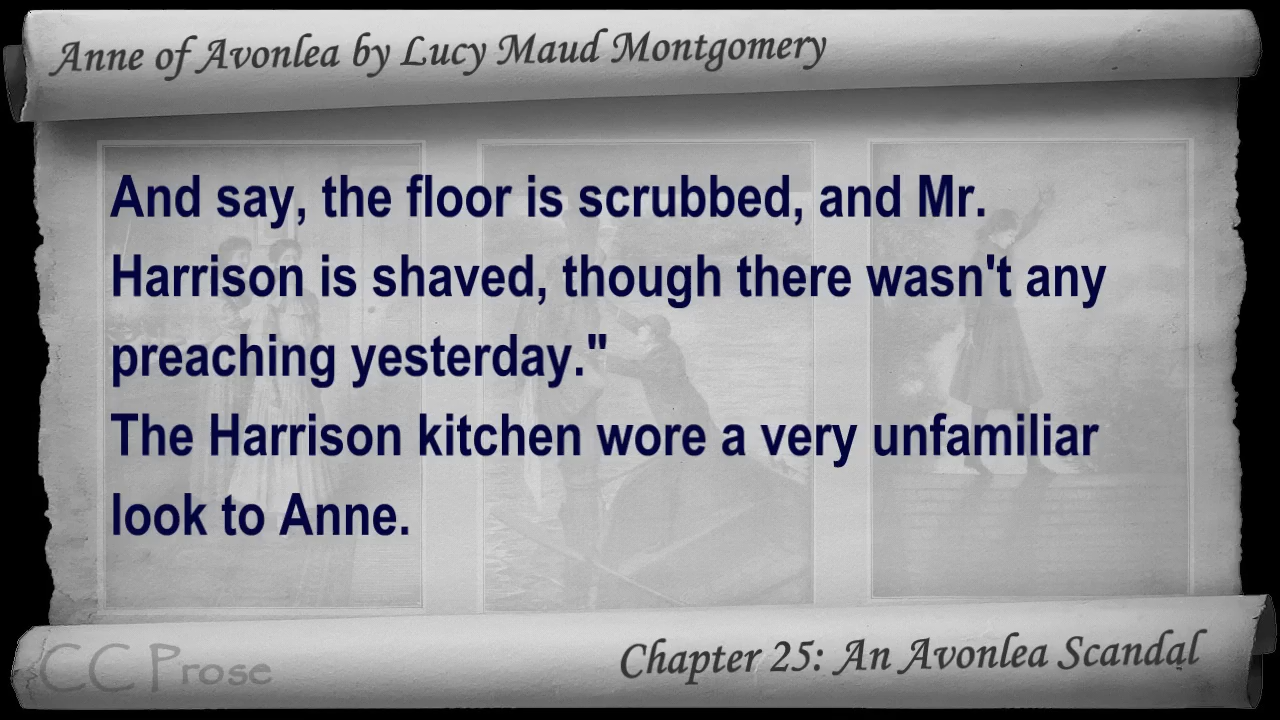 Anne of Avonlea by Lucy Maud Montgomery
And say, the floor is scrubbed, and Mr.
Harrison is shaved, though there wasn't any
preaching yesterday."
The Harrison kitchen wore a very unfamiliar
look to Anne.
CC Prose
Chapter 25: An Avonlea Scandal